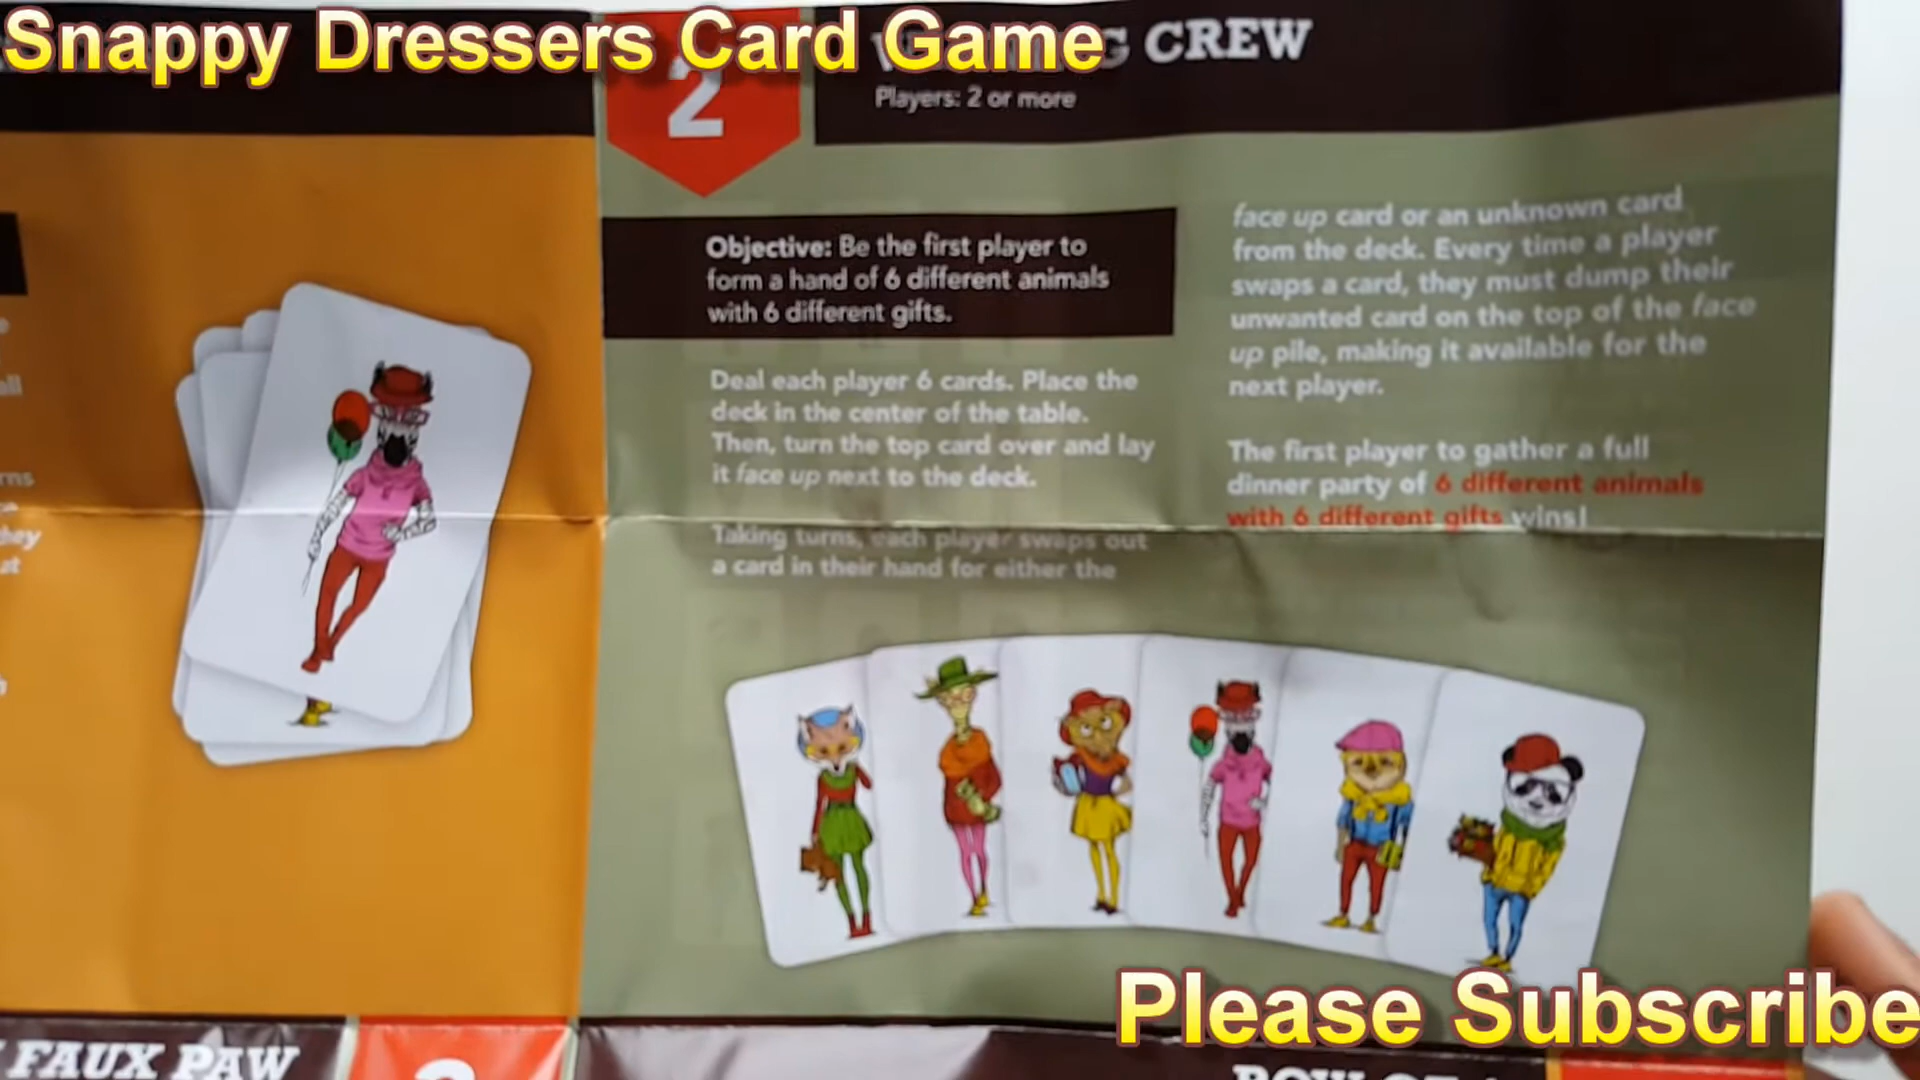 Snappy Dressers Card Game
2
G CREW
Players: 2 or more
Objective: Be the first player to
form a hand of 6 different animals
with 6 different gifts.
Deal each player 6 cards. Place the
deck in the center of the table.
Then, turn the top card over and lay
it face up next to the deck.
Taking turns, each player swaps out
a card in their hand for either the
face up card or an unknown card
from the deck. Every time a player
swaps a card, they must dump their
unwanted card on the top of the face
up pile, making it available for the
next player.
The first player to gather a full
dinner party of 6 different animals
with 6 different gifts wins!
Please Subscribe
FAUX PAW